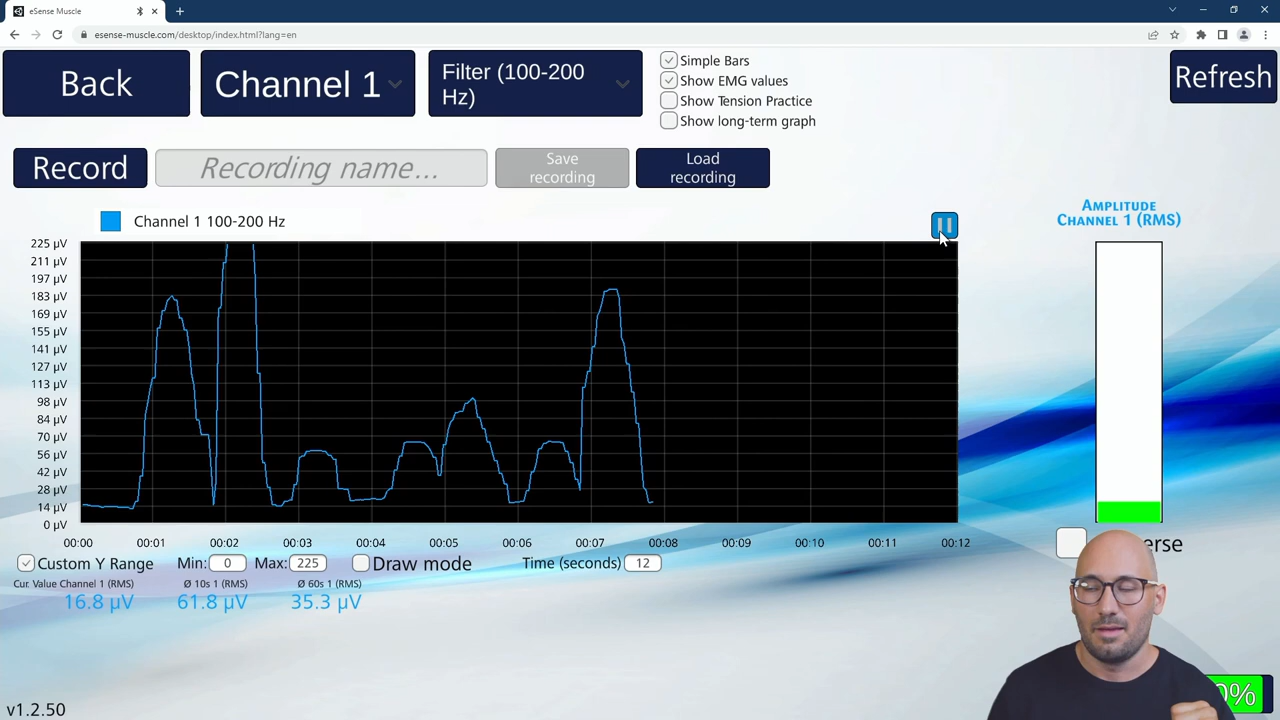 eSense Muscle
esense-muscle.com/desktop/index.html?lang=en
Back
Channel 1
Filter (100-200
Hz)
Simple Bars
Show EMG values
Show Tension Practice
Show long-term graph
Refresh
Record
Recording name...
Save
recording
Load
recording
Channel 1 100-200 Hz
AMPLITUDE
CHANNEL 1 (RMS)
225 µV
211 µV
197 µV
183 µV
169 µV
155 µV
141 µV
127 µV
113 µV
98 µV
84 µV
70 µV
56 µV
42 µV
28 µV
14 µV
0 µV
00:00 00:01 00:02 00:03 00:04 00:05 00:06 00:07 00:08 00:09 00:10 00:11 00:12
Custom Y Range Min: 0 Max: 225 Draw mode Time (seconds) 12
Cur. Value Channel 1 (RMS) Ø 10s 1 (RMS) Ø 60s 1 (RMS)
16.8 µV 61.8 µV 35.3 µV
v1.2.50